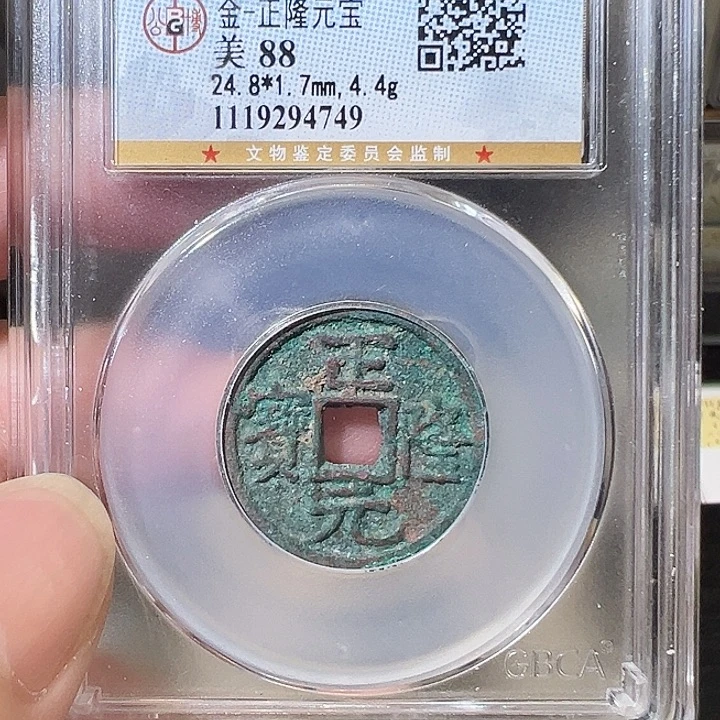 金-正隆元宝
美 88
24.8*1.7mm,4.4g
1119294749
★ 文物鉴定委员会监制 ★
正
隆
元
寳
GBCA